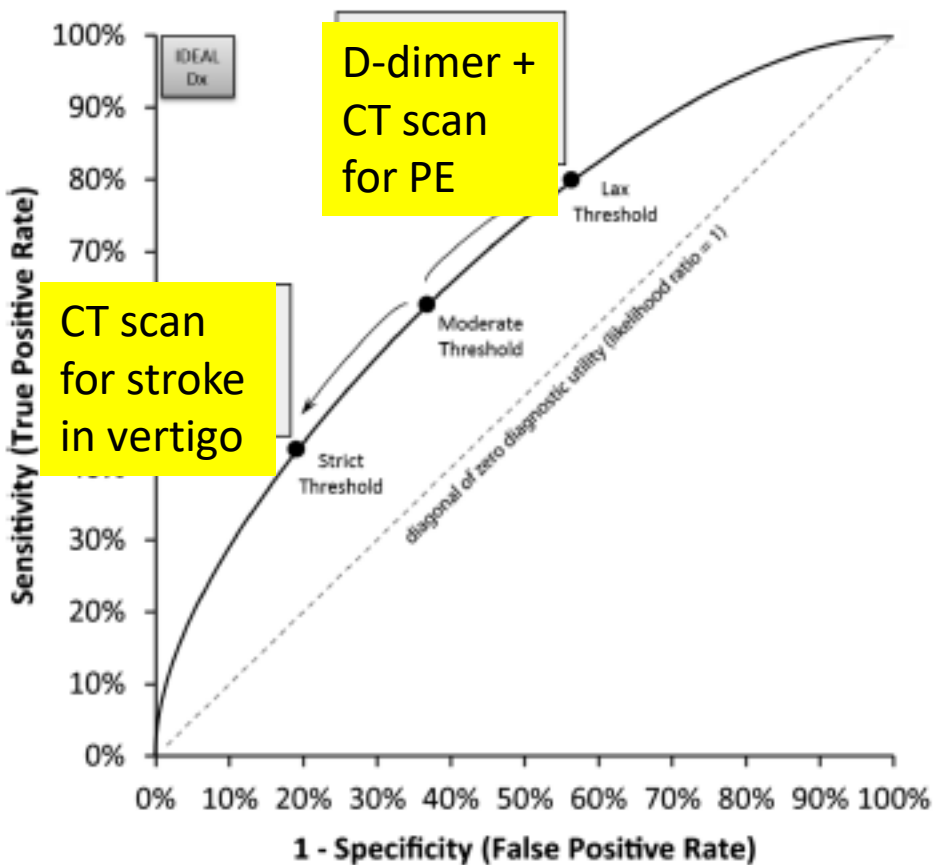 100%
90%
80%
70%
30%
20%
10%
0%
Sensitivity (True Positive Rate)
IDEAL
Dx
D-dimer +
CT scan
for PE
Lax
Threshold
CT scan
for stroke
in vertigo
Moderate
Threshold
Strict
Threshold
diagonal of zero diagnostic utility (likelihood ratio = 1)
0% 10% 20% 30% 40% 50% 60% 70% 80% 90% 100%
1 - Specificity (False Positive Rate)